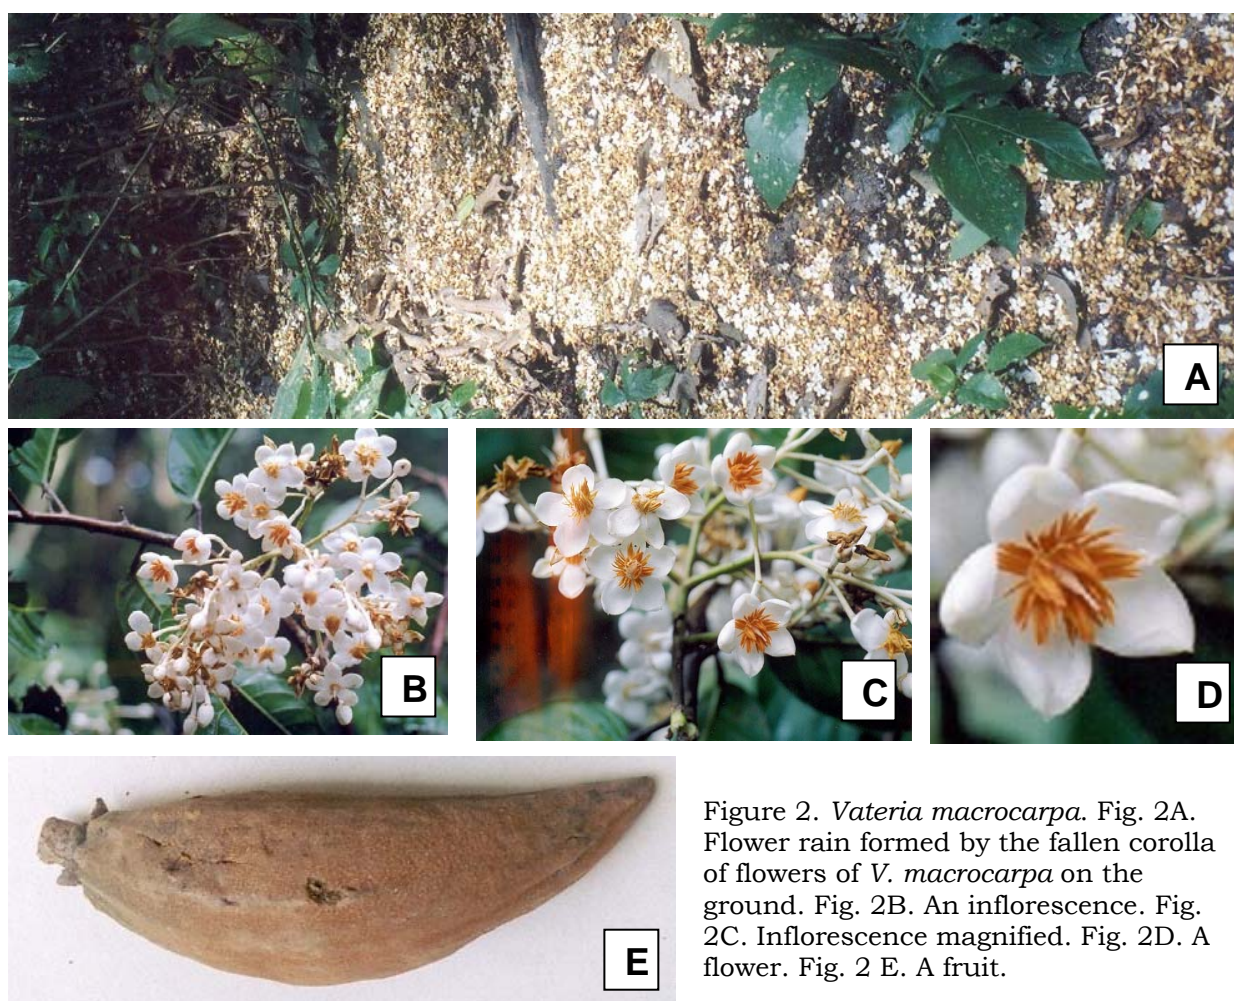 A
B
C
D
E
Figure 2. Vateria macrocarpa. Fig. 2A.
Flower rain formed by the fallen corolla
of flowers of V. macrocarpa on the
ground. Fig. 2B. An inflorescence. Fig.
2C. Inflorescence magnified. Fig. 2D. A
flower. Fig. 2 E. A fruit.